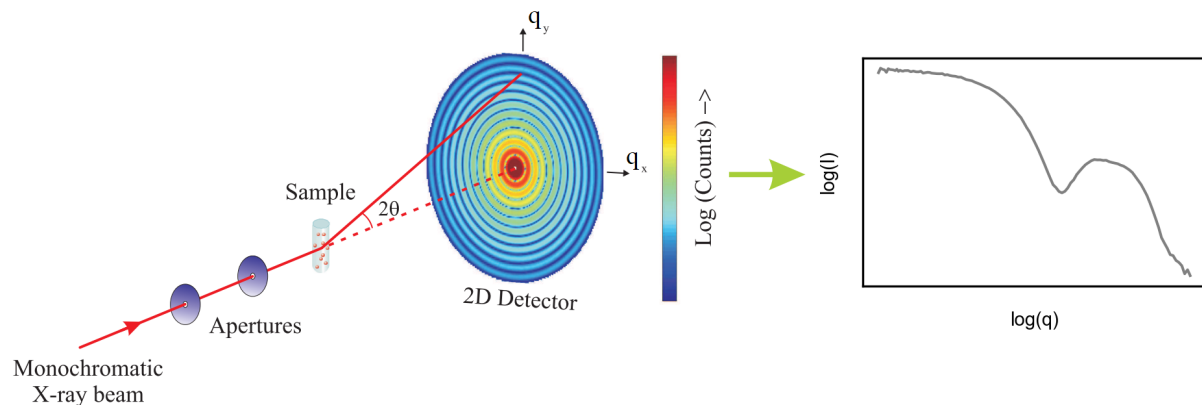 Monochromatic
X-ray beam
Apertures
Sample
2θ
2D Detector
q_y
q_x
Log (Counts) –>
log(I)
log(q)